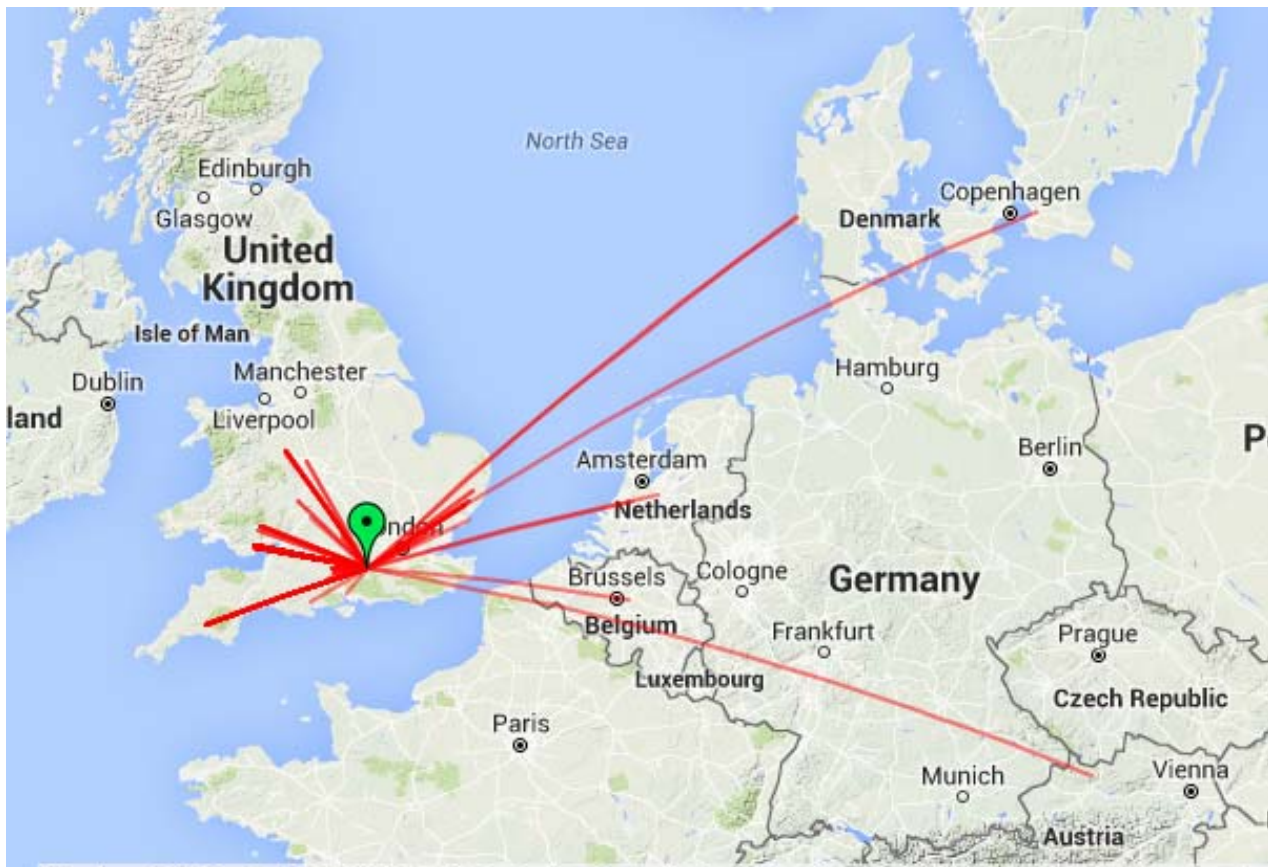 North Sea
Edinburgh
Glasgow
Copenhagen
Denmark
United
Kingdom
Isle of Man
Manchester
Dublin
Hamburg
land
Liverpool
Berlin
Amsterdam
Netherlands
ndon
Brussels
Cologne
Germany
Belgium
Frankfurt
Prague
Luxembourg
Czech Republic
Paris
Munich
Vienna
Austria